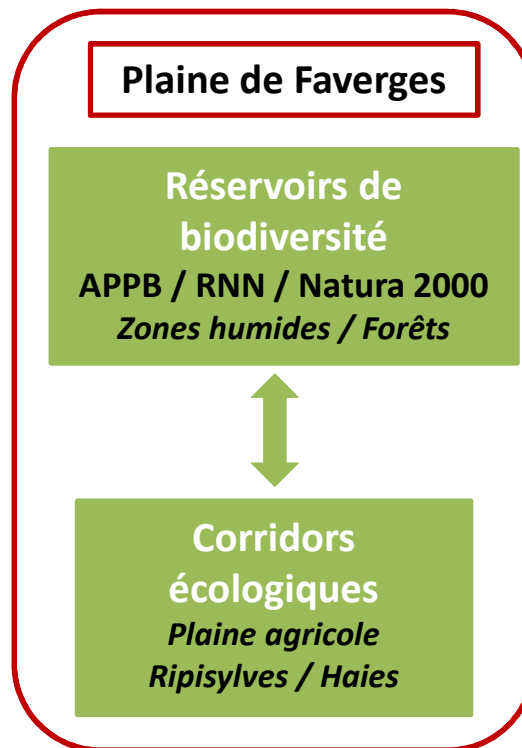 Plaine de Faverges
Réservoirs de
biodiversité
APPB / RNN / Natura 2000
Zones humides / Forêts
Corridors
écologiques
Plaine agricole
Ripisylves / Haies